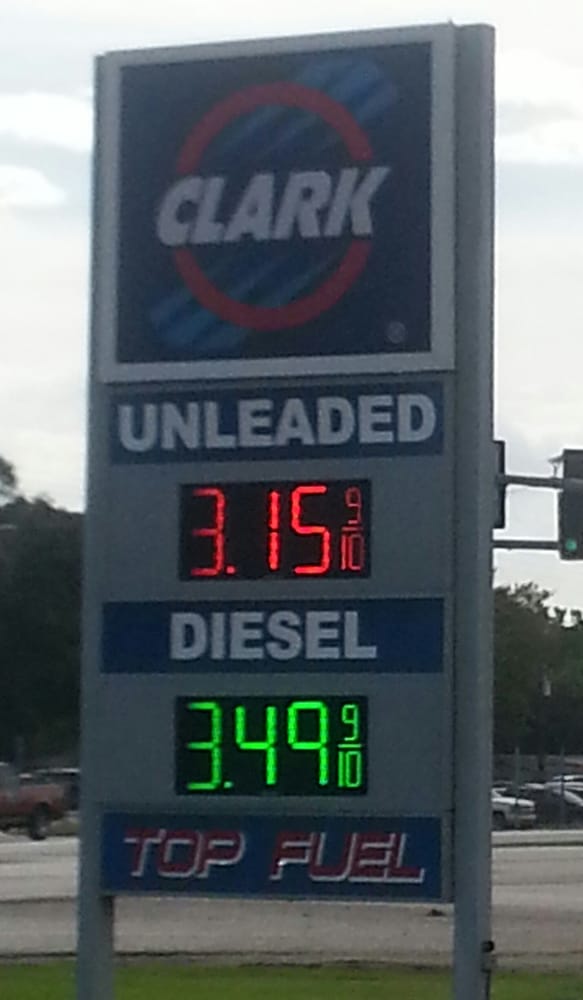 CLARK
®
UNLEADED
3.15 9/10
DIESEL
3.49 9/10
TOP FUEL